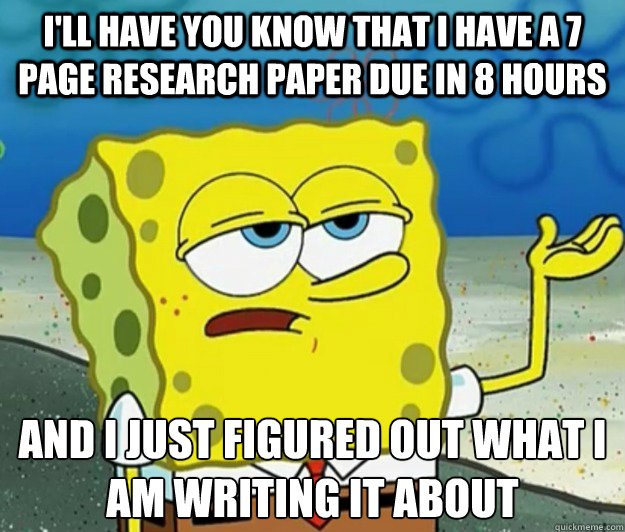 I'LL HAVE YOU KNOW THAT I HAVE A 7
PAGE RESEARCH PAPER DUE IN 8 HOURS
AND I JUST FIGURED OUT WHAT I
AM WRITING IT ABOUT
quickmeme.com